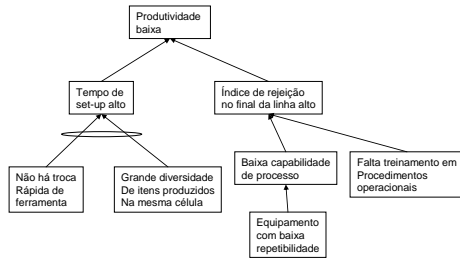 Produtividade
baixa
Tempo de
set-up alto
Índice de rejeição
no final da linha alto
Não há troca
Rápida de
ferramenta
Grande diversidade
De itens produzidos
Na mesma célula
Baixa capabilidade
de processo
Falta treinamento em
Procedimentos
operacionais
Equipamento
com baixa
repetibilidade